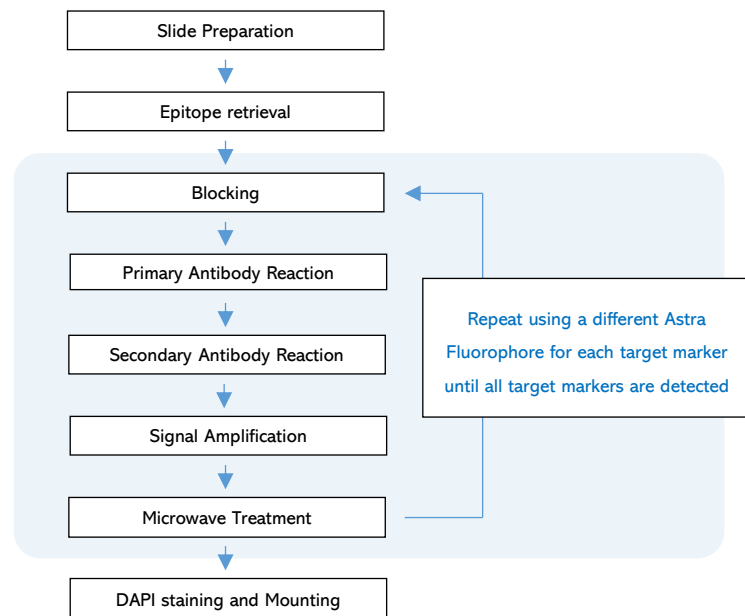 Slide Preparation
Epitope retrieval
Blocking
Primary Antibody Reaction
Secondary Antibody Reaction
Signal Amplification
Microwave Treatment
DAPI staining and Mounting
Repeat using a different Astra
Fluorophore for each target marker
until all target markers are detected